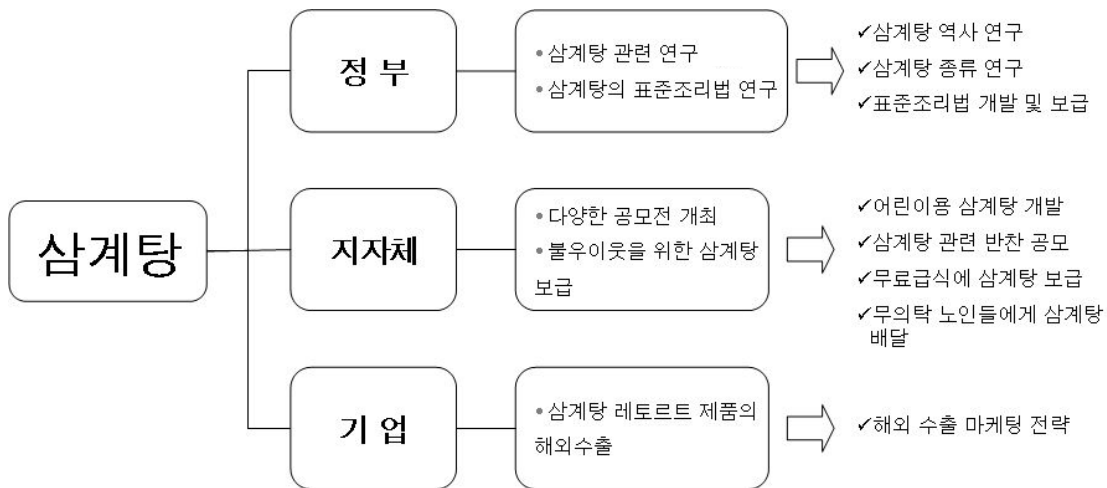 삼계탕
정 부
• 삼계탕 관련 연구
• 삼계탕의 표준조리법 연구
✓삼계탕 역사 연구
✓삼계탕 종류 연구
✓표준조리법 개발 및 보급
지자체
• 다양한 공모전 개최
• 불우이웃을 위한 삼계탕
보급
✓어린이용 삼계탕 개발
✓삼계탕 관련 반찬 공모
✓무료급식에 삼계탕 보급
✓무의탁 노인들에게 삼계탕
배달
기 업
• 삼계탕 레토르트 제품의
해외수출
✓해외 수출 마케팅 전략